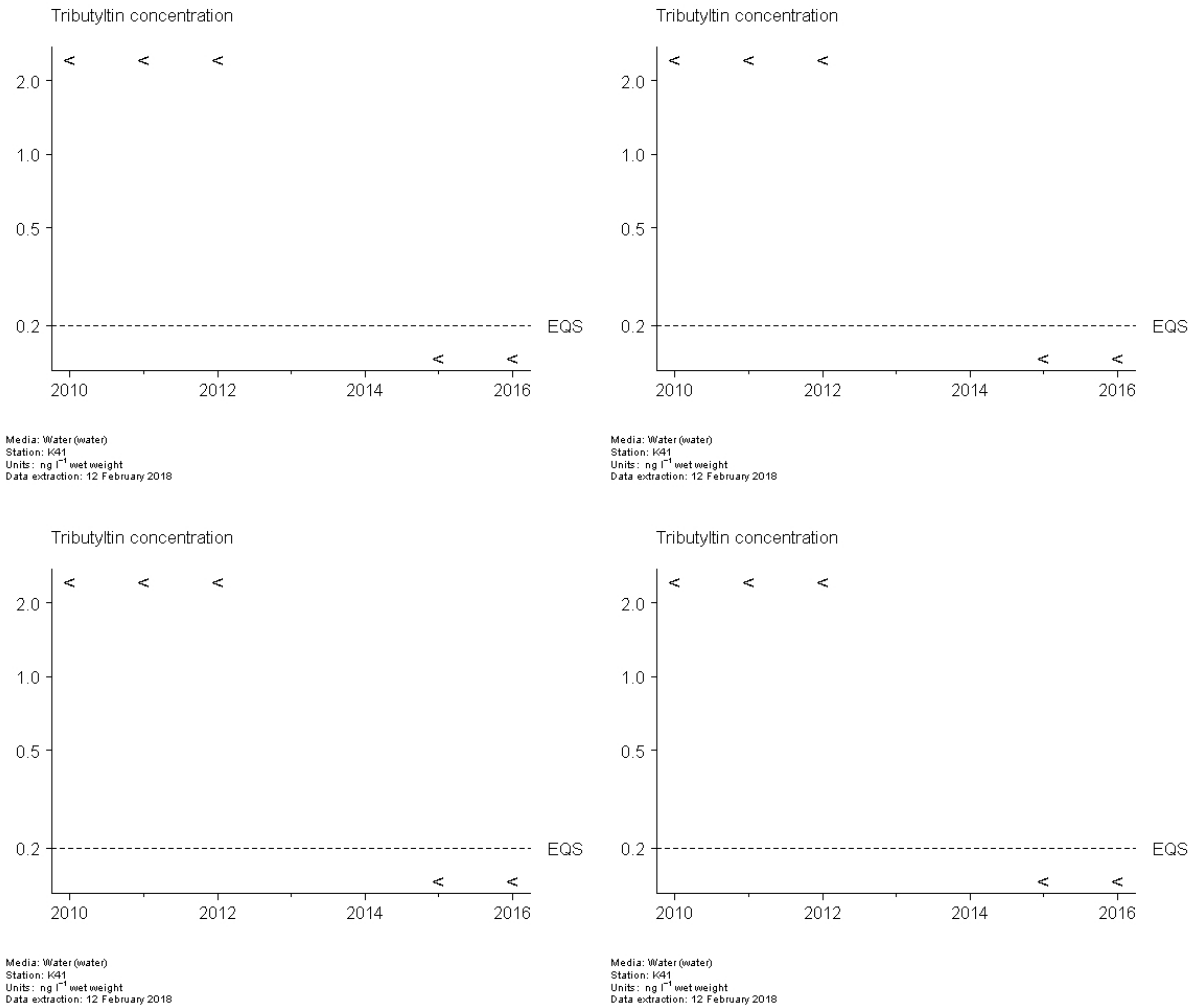 Tributyltin concentration
< < <
2.0
1.0
0.5
0.2 EQS
< <
2010 2012 2014 2016
Media: Water (water)
Station: K41
Units: ng l⁻¹ wet weight
Data extraction: 12 February 2018
Tributyltin concentration
< < <
2.0
1.0
0.5
0.2 EQS
< <
2010 2012 2014 2016
Media: Water (water)
Station: K41
Units: ng l⁻¹ wet weight
Data extraction: 12 February 2018
Tributyltin concentration
< < <
2.0
1.0
0.5
0.2 EQS
< <
2010 2012 2014 2016
Media: Water (water)
Station: K41
Units: ng l⁻¹ wet weight
Data extraction: 12 February 2018
Tributyltin concentration
< < <
2.0
1.0
0.5
0.2 EQS
< <
2010 2012 2014 2016
Media: Water (water)
Station: K41
Units: ng l⁻¹ wet weight
Data extraction: 12 February 2018